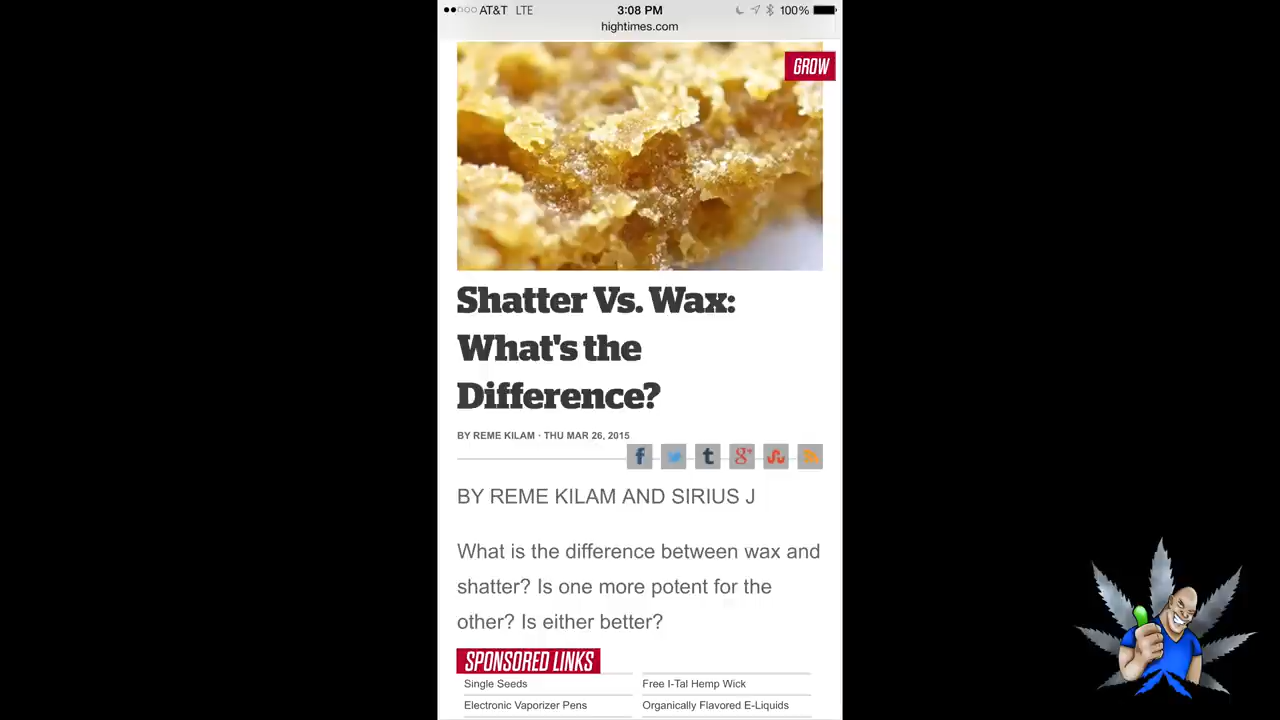 AT&T LTE 3:08 PM 100%
hightimes.com
GROW
Shatter Vs. Wax:
What's the
Difference?
BY REME KILAM · THU MAR 26, 2015
BY REME KILAM AND SIRIUS J
What is the difference between wax and
shatter? Is one more potent for the
other? Is either better?
SPONSORED LINKS
Single Seeds
Free I-Tal Hemp Wick
Electronic Vaporizer Pens
Organically Flavored E-Liquids